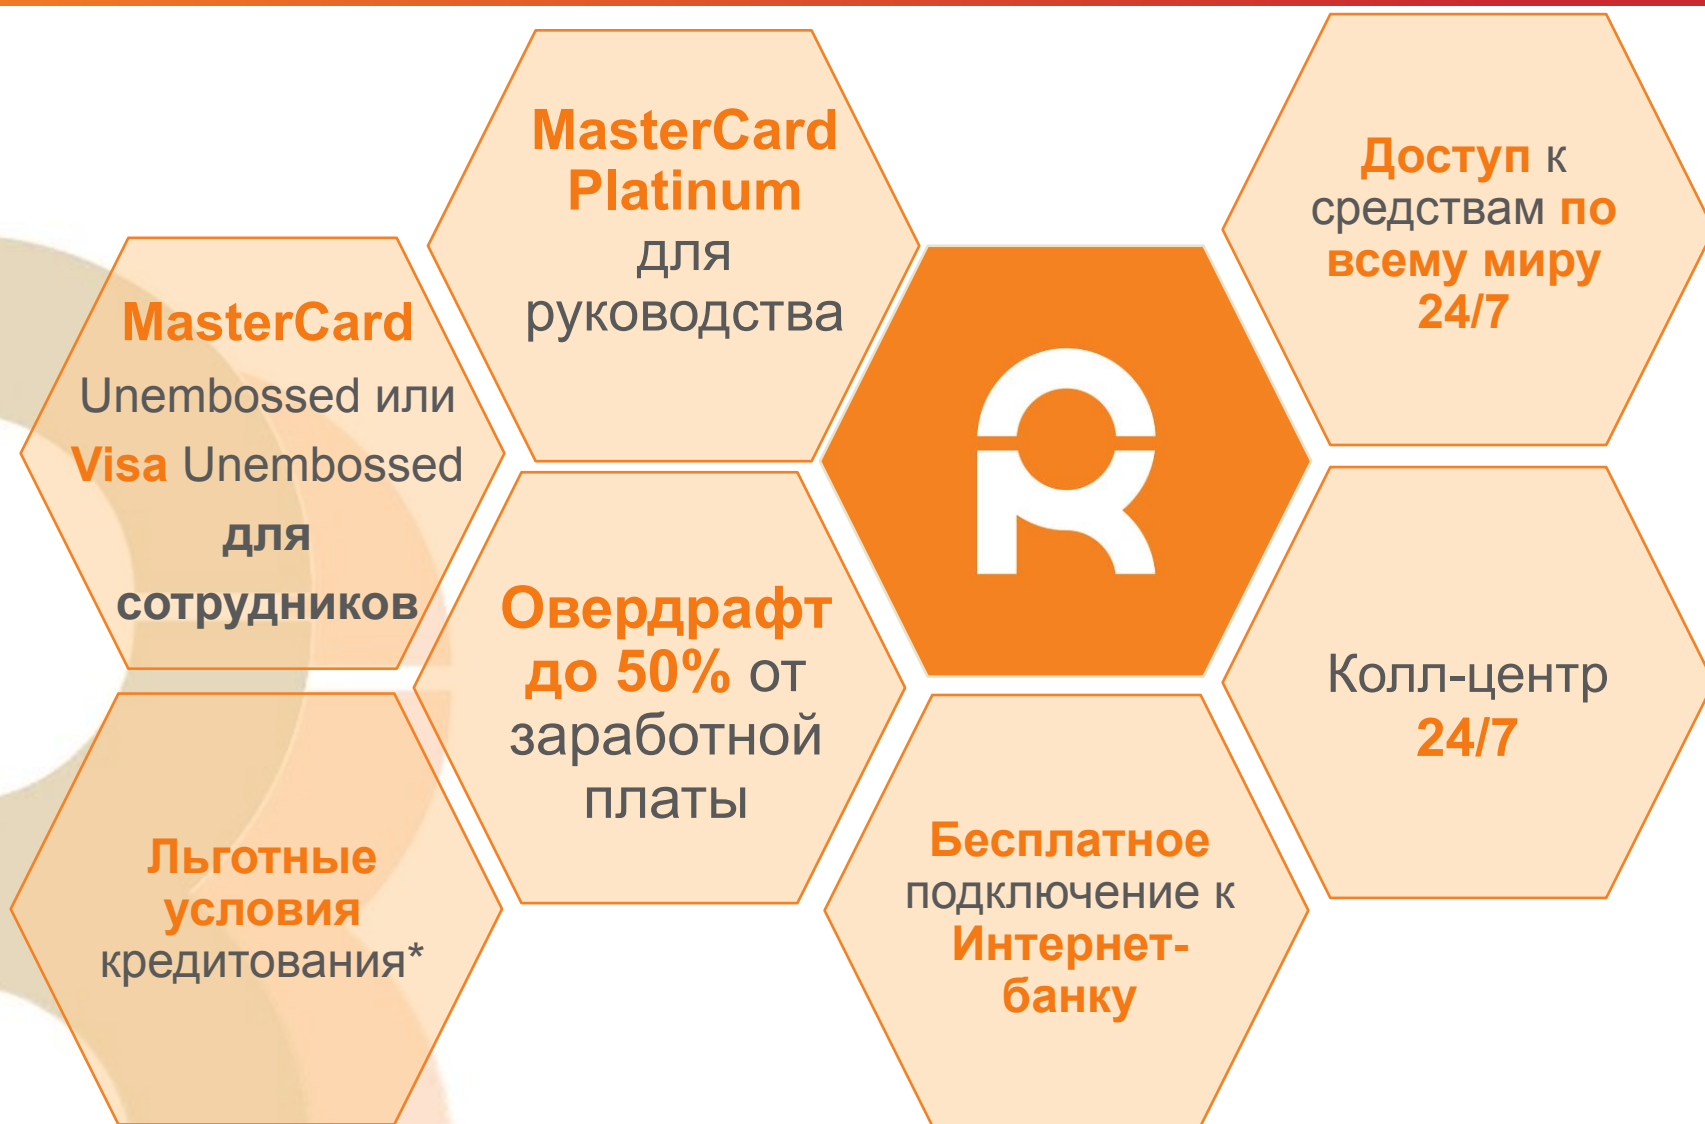 MasterCard
Platinum
для
руководства
Доступ к
средствам по
всему миру
24/7
MasterCard
Unembossed или
Visa Unembossed
для
сотрудников
Овердрафт
до 50% от
заработной
платы
Колл-центр
24/7
Льготные
условия
кредитования*
Бесплатное
подключение к
Интернет-
банку